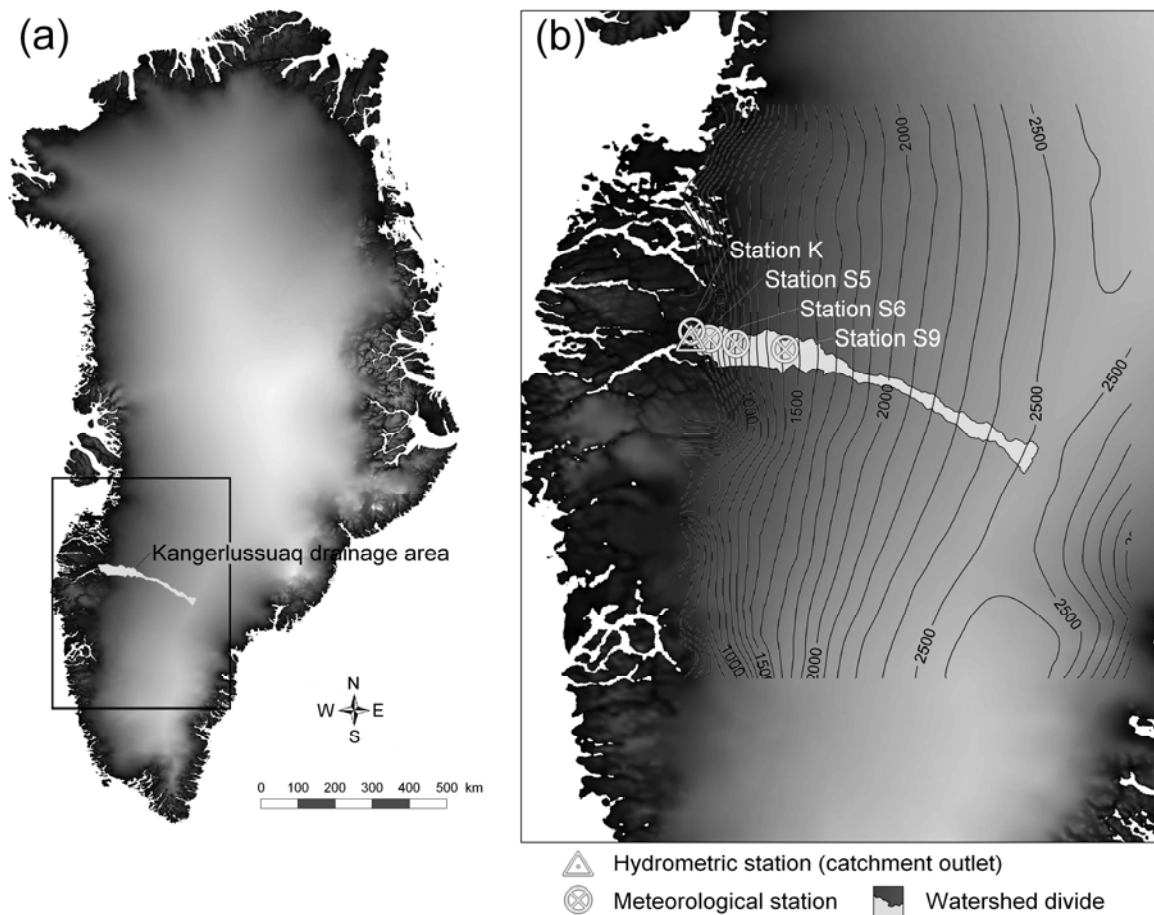 (a)
Kangerlussuaq drainage area
N
W E
S
0 100 200 300 400 500 km
(b)
2000
2500
Station K
Station S5
Station S6
Station S9
1000
1500
2000
2500
2500
1000
1500
2000
2500
2500
Hydrometric station (catchment outlet)
Meteorological station
Watershed divide